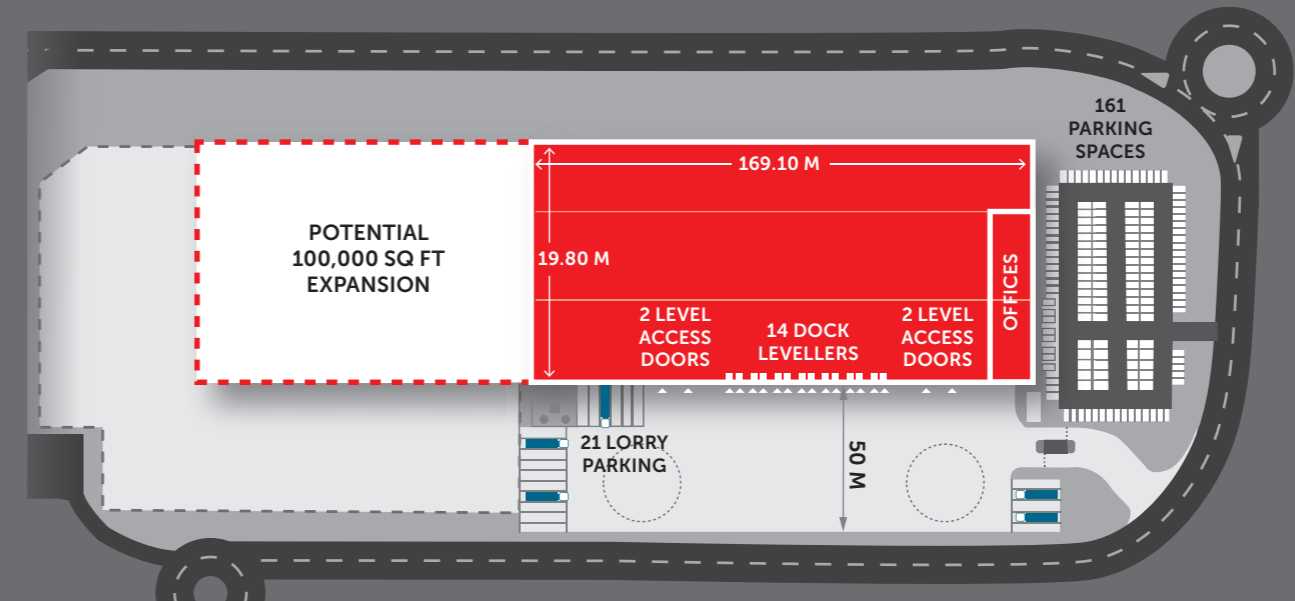 161
PARKING
SPACES
169.10 M
POTENTIAL
100,000 SQ FT
EXPANSION
19.80 M
OFFICES
2 LEVEL
ACCESS
DOORS
14 DOCK
LEVELLERS
2 LEVEL
ACCESS
DOORS
21 LORRY
PARKING
50 M